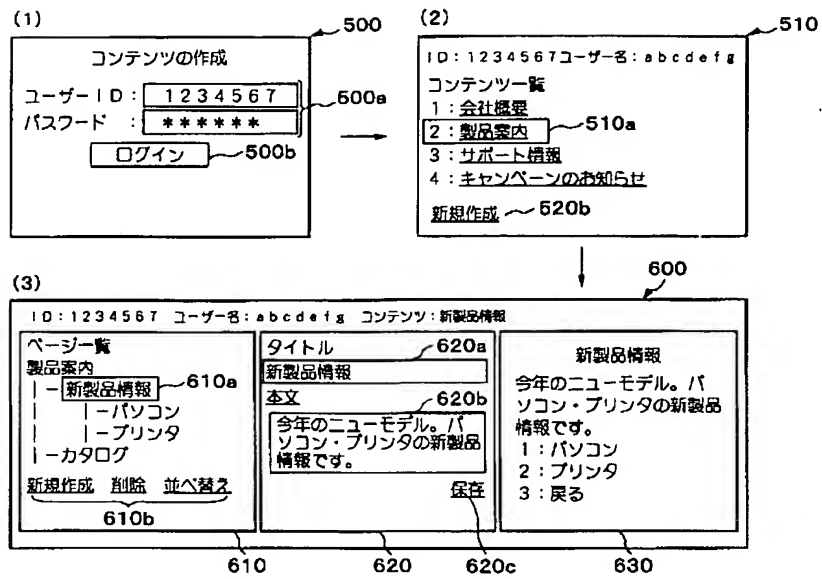 (1)
500
コンテンツの作成
ユーザーID: 1234567
500a
パスワード : ******
ログイン
500b
(2)
510
ID:1234567ユーザー名:abcdefg
コンテンツ一覧
1:会社概要
2:製品案内
510a
3:サポート情報
4:キャンペーンのお知らせ
新規作成
520b
(3)
600
ID:1234567 ユーザー名:abcdefg コンテンツ:新製品情報
ページ一覧
製品案内
|-新製品情報
610a
| |-パソコン
| |-プリンタ
|-カタログ
新規作成 削除 並べ替え
610b
610
タイトル
620a
新製品情報
本文
620b
今年のニューモデル。パ
ソコン・プリンタの新製品
情報です。
保存
620
620c
新製品情報
今年のニューモデル。パ
ソコン・プリンタの新製品
情報です。
1:パソコン
2:プリンタ
3:戻る
630